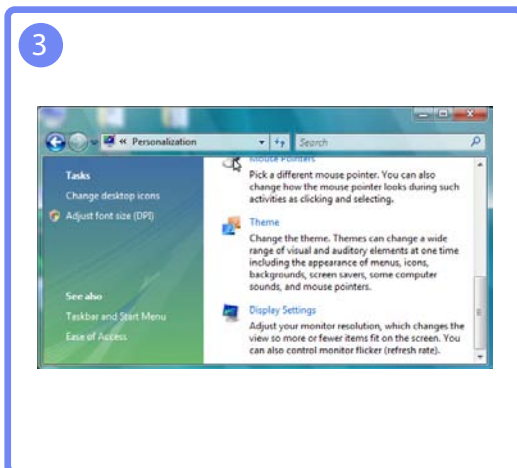 3
« Personalization
Search
Tasks
Change desktop icons
Adjust font size (DPI)
See also
Taskbar and Start Menu
Ease of Access
Mouse Pointers
Pick a different mouse pointer. You can also
change how the mouse pointer looks during such
activities as clicking and selecting.
Theme
Change the theme. Themes can change a wide
range of visual and auditory elements at one time
including the appearance of menus, icons,
backgrounds, screen savers, some computer
sounds, and mouse pointers.
Display Settings
Adjust your monitor resolution, which changes the
view so more or fewer items fit on the screen. You
can also control monitor flicker (refresh rate).